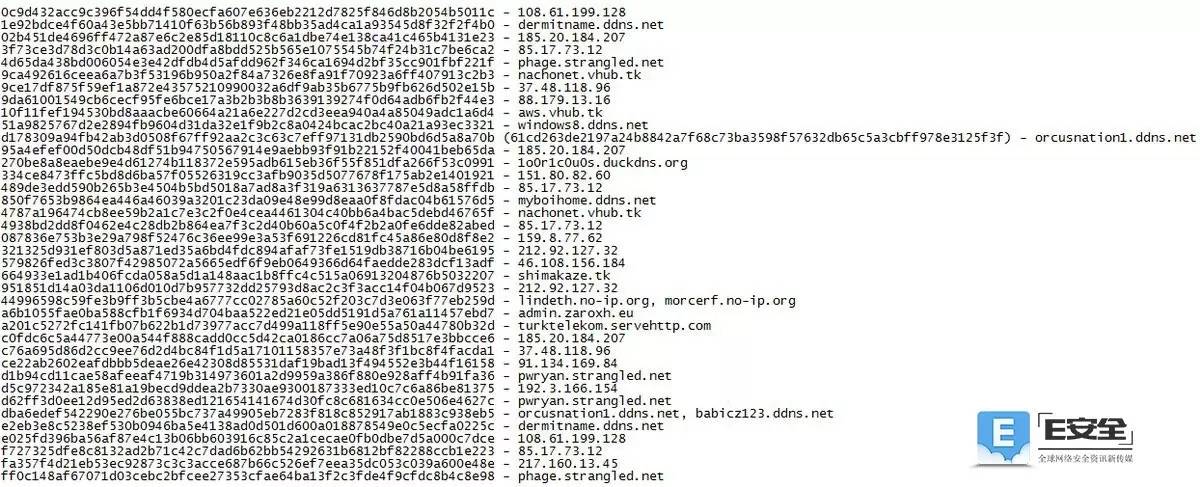 0c9d432acc9c396f54dd4f580ecfa607e636eb2212d7825f846d8b2054b5011c - 108.61.199.128
1e92bdce4f60a43e5bb71410f63b56b893f48bb35ad4ca1a93545d8f32f2f4b0 - dermitname.ddns.net
02b451de4696ff472a87e6c2e85d18110c8c6a1dbe74e138ca41c465b4131e23 - 185.20.184.207
3f73ce3d78d3c0b14a63ad200dfa8bdd525b565e1075545b74f24b31c7be6ca2 - 85.17.73.12
4d65da438bd006054e3e42dfdb4d5afdd962f346ca1694d2bf35cc901fbf221f - phage.strangled.net
9ca492616ceea6a7b3f53196b950a2f84a7326e8fa91f70923a6ff407913c2b3 - nachonet.vhub.tk
9ce17df875f59ef1a872e43575210990032a6df9ab35b6775b9fb626d502e15b - 37.48.118.96
9da61001549cb6cecf95fe6bce17a3b2b3b8b3639139274f0d64adb6fb2f44e3 - 88.179.13.16
10f11fef194530bd8aaacbe60664a21a6e227d2cd3eea940a4a85049adc1a6d4 - aws.vhub.tk
51a9825767d2e2894fb9604d31da32e1f9b2c8a0424bcac2bc40a21a93ec3321 - windows8.ddns.net
d178309a94fb42ab3d0508f67ff92aa2c3c63c7eff97131db2590bd6d5a8a70b (61cd263de2197a24b8842a7f68c73ba3598f57632db65c5a3cbff978e3125f3f) - orcusnation1.ddns.net
95a4efef00d50dcb48df51b94750567914e9aebb93f91b22152f40041beb65da - 185.20.184.207
270be8a8eaebe9e4d61274b118372e595adb615eb36f55f851dfa266f53c0991 - 1o0r1c0u0s.duckdns.org
334ce8473ffc5bd8d6ba57f05526319cc3afb9035d5077678f175ab2e1401921 - 151.80.82.60
489de3edd590b265b3e4504b5bd5018a7ad8a3f319a6313637787e5d8a58ffdb - 85.17.73.12
850f7653b9864ea446a46039a3201c23da09e48e99d8eaa0f8fdac04b61576d5 - myboihome.ddns.net
4787a196474cb8ee59b2a1c7e3c2f0e4cea4461304c40bb6a4bac5debd46765f - nachonet.vhub.tk
4938bd2dd8f0462e4c28db2b864ea7f3c2d40b60a5c0f4f2b2a0fe6dde82abed - 85.17.73.12
087836e753b3e29a798f52476c36ee99e3a53f691226cd81fc45a86e80d8f8e2 - 159.8.77.62
321325d931ef803d5a871ed35a6bd4fdc894afaf73fe1519db38716b04be6195 - 212.92.127.32
579826fed3c3807f42985072a5665edf6f9eb0649366d64faedde283dcf13adf - 46.108.156.184
664933e1ad1b406fcda058a5d1a148aac1b8ffc4c515a06913204876b5032207 - shimakaze.tk
951851d14a03da1106d010d7b957732dd25793d8ac2c3f3acc14f04b067d9523 - 212.92.127.32
44996598c59fe3b9ff3b5cbe4a6777cc02785a60c52f203c7d3e063f77eb259d - lindeth.no-ip.org, morcerf.no-ip.org
a6b1055fae0ba588cfb1f6934d704baa522ed21e05dd5191d5a761a11457ebd7 - admin.zaroxh.eu
a201c5272fc141fb07b622b1d73977acc7d499a118ff5e90e55a50a44780b32d - turktelekom.servehttp.com
c0fdc6c5a44773e00a544f888cadd0cc5d42ca0186cc7a06a75d8517e3bbcce6 - 185.20.184.207
c76a695d86d2cc9ee76d2d4bc84f1d5a17101158357e73a48f3f1bc8f4facda1 - 37.48.118.96
ce22ab2602eafdbbb5deae26e42308d85531daf19bad13f494552e3b44f16158 - 91.134.169.84
d1b94cd11cae58afeeaf4719b314973601a2d9959a386f880e928aff4b91fa36 - pwryan.strangled.net
d5c972342a185e81a19becd9ddea2b7330ae9300187333ed10c7c6a86be81375 - 192.3.166.154
d62ff3d0ee12d95ed2d63838ed121654141674d30fc8c681634cc0e506e4627c - pwryan.strangled.net
dba6edef542290e276be055bc737a49905eb7283f818c852917ab1883c938eb5 - orcusnation1.ddns.net, babicz123.ddns.net
e2eb3e8c5238ef530b0946ba5e4138ad0d501d600a018878549e0c5ecfa0225c - dermitname.ddns.net
e025fd396ba56af87e4c13b06bb603916c85c2a1cecae0fb0dbe7d5a000c7dce - 108.61.199.128
f727325dfe8c8132ad2b71c42c7dad6b62bb54292631b6812bf82288ccb1e223 - 85.17.73.12
fa357f4d21eb53ec92873c3c3acce687b66c526ef7eea35dc053c039a600e48e - 217.160.13.45
ff0c148af67071d03cebc2bfcee27353cfae64ba13f2c3fde4f9cfdc8b4c8e98 - phage.strangled.net
E安全
全球网络安全资讯新传媒